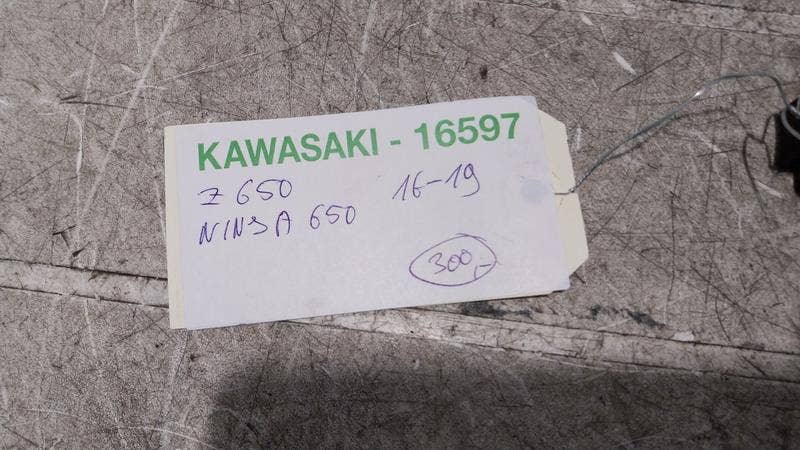 KAWASAKI - 16597
Z 650 16-19
NINJA 650
300,-